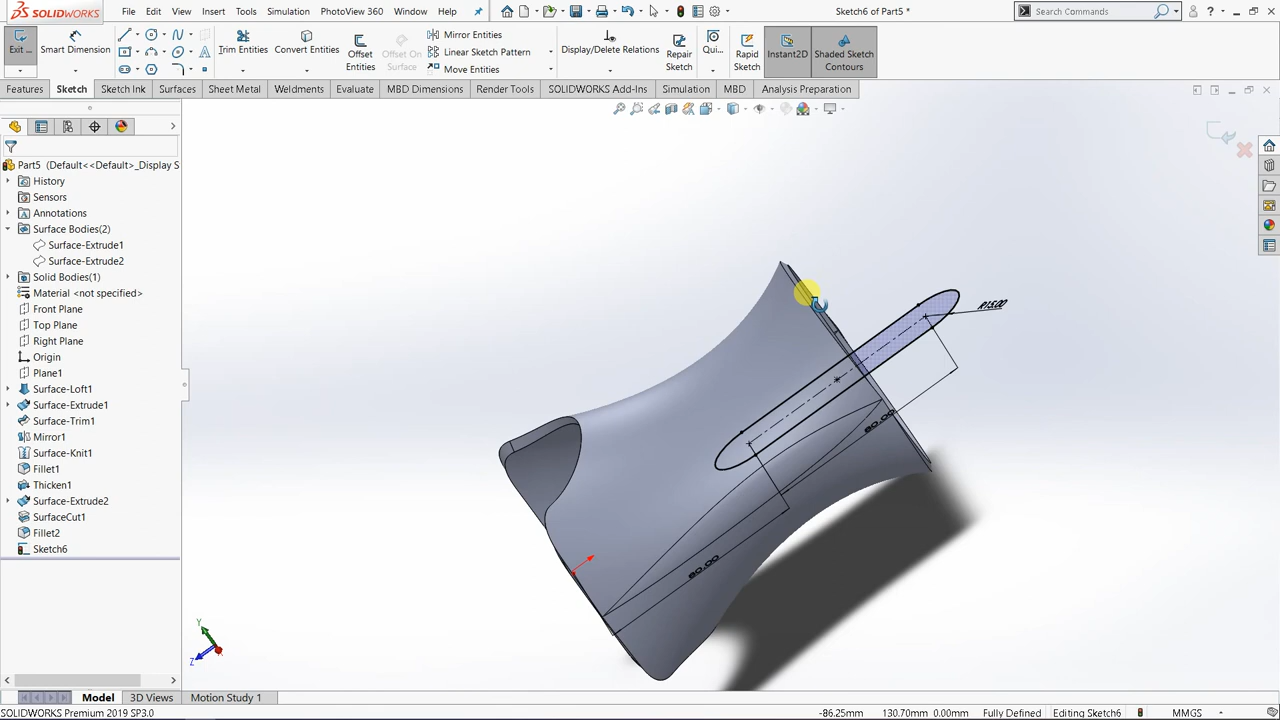 SOLIDWORKS File Edit View Insert Tools Simulation PhotoView 360 Window Help Sketch6 of Part5 * Search Commands
Exit ... Smart Dimension Trim Entities Convert Entities Offset Entities Offset On Surface Mirror Entities Linear Sketch Pattern Move Entities Display/Delete Relations Repair Sketch Qui... Rapid Sketch Instant2D Shaded Sketch Contours
Features Sketch Sketch Ink Surfaces Sheet Metal Weldments Evaluate MBD Dimensions Render Tools SOLIDWORKS Add-Ins Simulation MBD Analysis Preparation
Part5 (Default<<Default>_Display S
History
Sensors
Annotations
Surface Bodies(2)
Surface-Extrude1
Surface-Extrude2
Solid Bodies(1)
Material <not specified>
Front Plane
Top Plane
Right Plane
Origin
Plane1
Surface-Loft1
Surface-Extrude1
Surface-Trim1
Mirror1
Surface-Knit1
Fillet1
Thicken1
Surface-Extrude2
SurfaceCut1
Fillet2
Sketch6
R15.00
80.00
80.00
Y
Z
Model 3D Views Motion Study 1
SOLIDWORKS Premium 2019 SP3.0 -86.25mm 130.70mm 0.00mm Fully Defined Editing Sketch6 MMGS